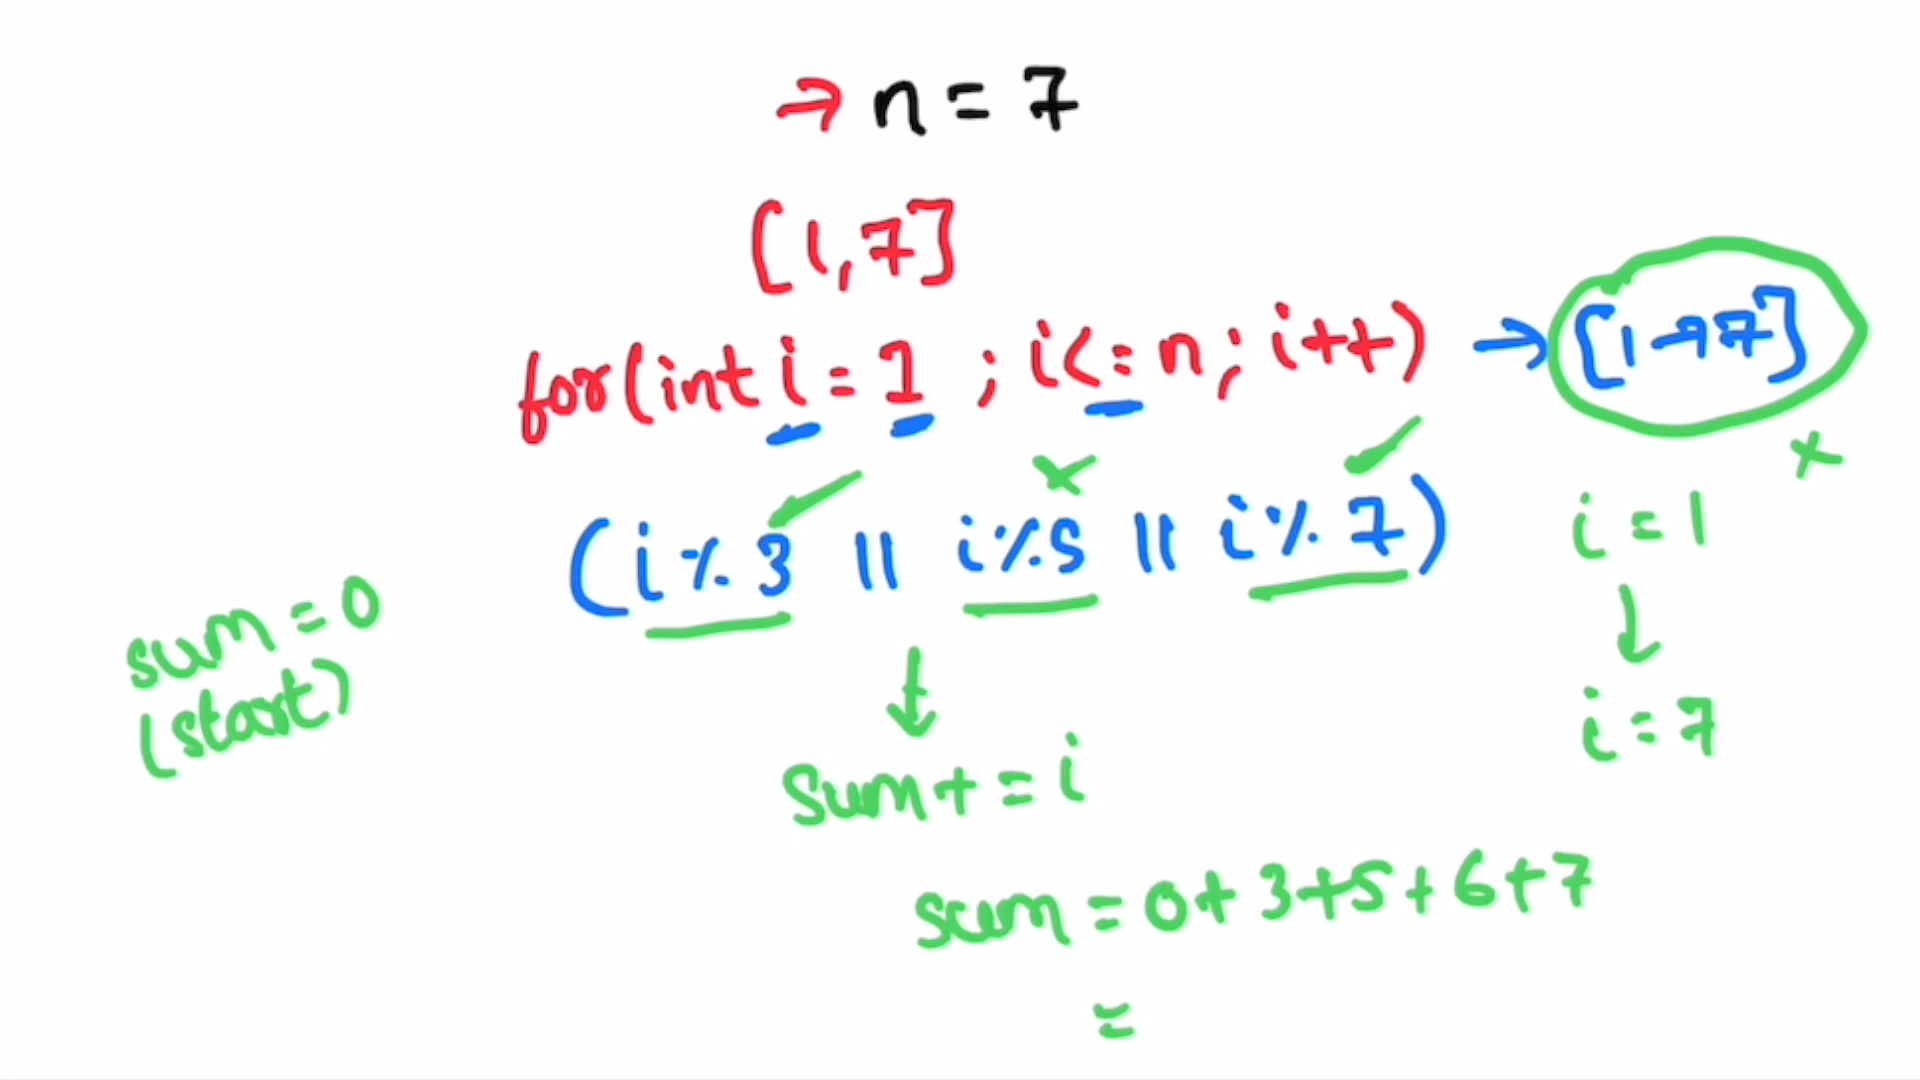 → n = 7
[1,7]
for(int i = 1 ; i<= n; i++) → [1→7]
(i % 3 || i % 5 || i % 7)
i = 1
↓
i = 7
sum = 0
(start)
↓
Sum+ = i
sum = 0+ 3+5+6+7
=